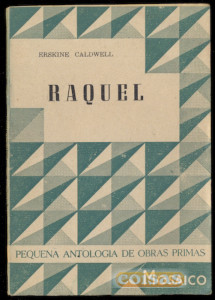 ERSKINE CALDWELL
RAQUEL
PEQUENA ANTOLOGIA DE OBRAS PRIMAS